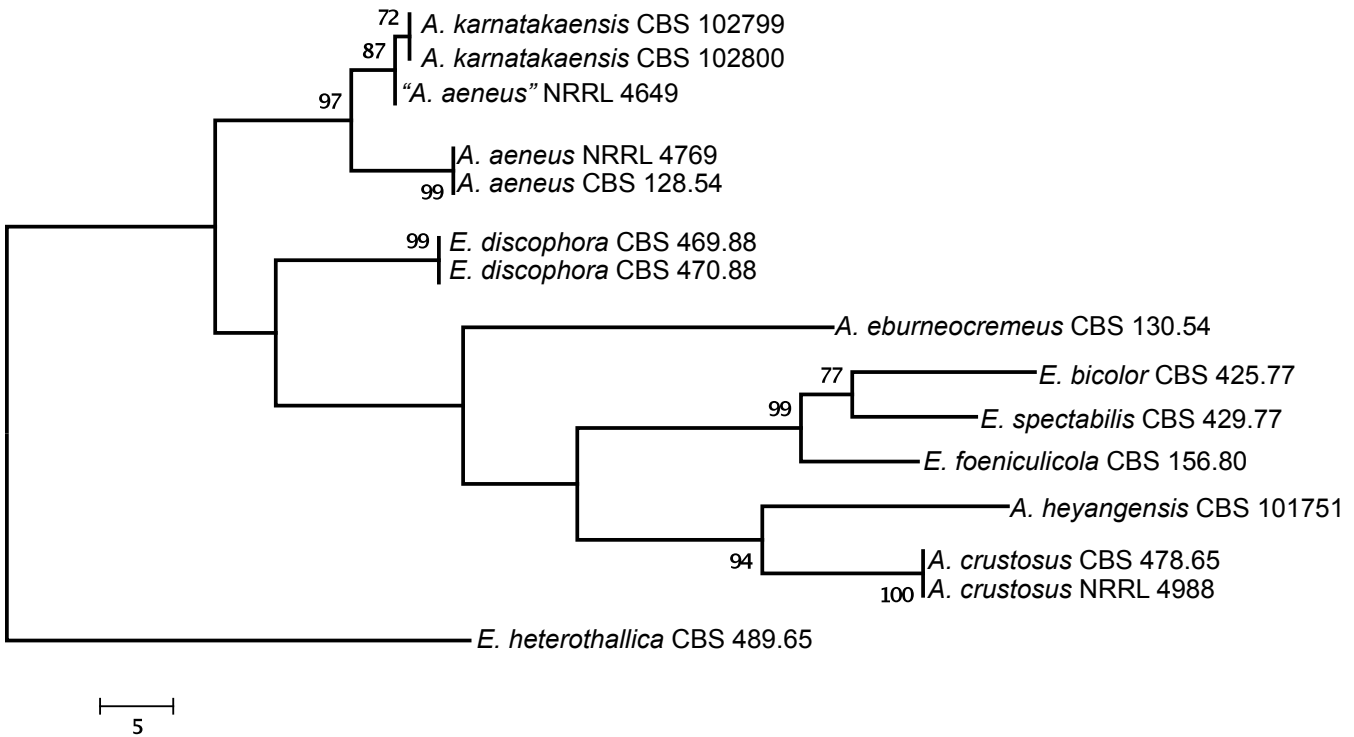 72
A. karnatakaensis CBS 102799
87
A. karnatakaensis CBS 102800
“A. aeneus” NRRL 4649
97
A. aeneus NRRL 4769
99
A. aeneus CBS 128.54
99
E. discophora CBS 469.88
E. discophora CBS 470.88
A. eburneocremeus CBS 130.54
77
E. bicolor CBS 425.77
99
E. spectabilis CBS 429.77
E. foeniculicola CBS 156.80
A. heyangensis CBS 101751
94
A. crustosus CBS 478.65
100
A. crustosus NRRL 4988
E. heterothallica CBS 489.65
5